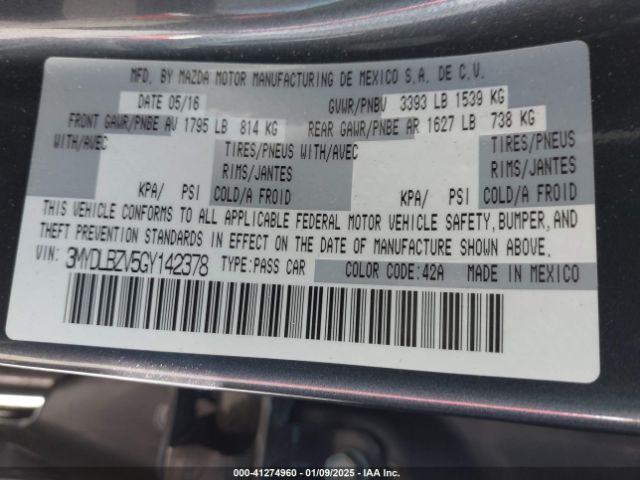 MFD. BY MAZDA MOTOR MANUFACTURING DE MEXICO S.A. DE C.V.
DATE 05/16 GVWR/PNBV 3393 LB 1539 KG
FRONT GAWR/PNBE AV 1795 LB 814 KG REAR GAWR/PNBE AR 1627 LB 738 KG
WITH/AVEC TIRES/PNEUS WITH/AVEC TIRES/PNEUS
RIMS/JANTES RIMS/JANTES
KPA/ PSI COLD/A FROID KPA/ PSI COLD/A FROID
THIS VEHICLE CONFORMS TO ALL APPLICABLE FEDERAL MOTOR VEHICLE SAFETY, BUMPER, AND
THEFT PREVENTION STANDARDS IN EFFECT ON THE DATE OF MANUFACTURE SHOWN ABOVE.
VIN: 3MYDLBZV5GY142378 TYPE:PASS CAR COLOR CODE:42A MADE IN MEXICO
000-41274960 - 01/09/2025 - IAA Inc.